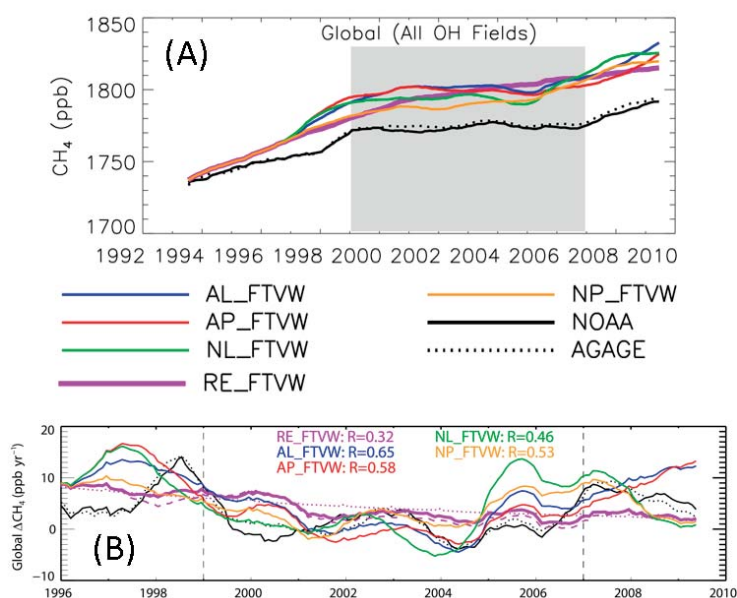 1850
(A)
Global (All OH Fields)
1800
CH₄ (ppb)
1750
1700
1992 1994 1996 1998 2000 2002 2004 2006 2008 2010
AL_FTVW
NP_FTVW
AP_FTVW
NOAA
NL_FTVW
AGAGE
RE_FTVW
20
RE_FTVW: R=0.32
NL_FTVW: R=0.46
AL_FTVW: R=0.65
NP_FTVW: R=0.53
AP_FTVW: R=0.58
10
Global ΔCH₄ (ppb yr⁻¹)
0
(B)
−10
1996 1998 2000 2002 2004 2006 2008 2010